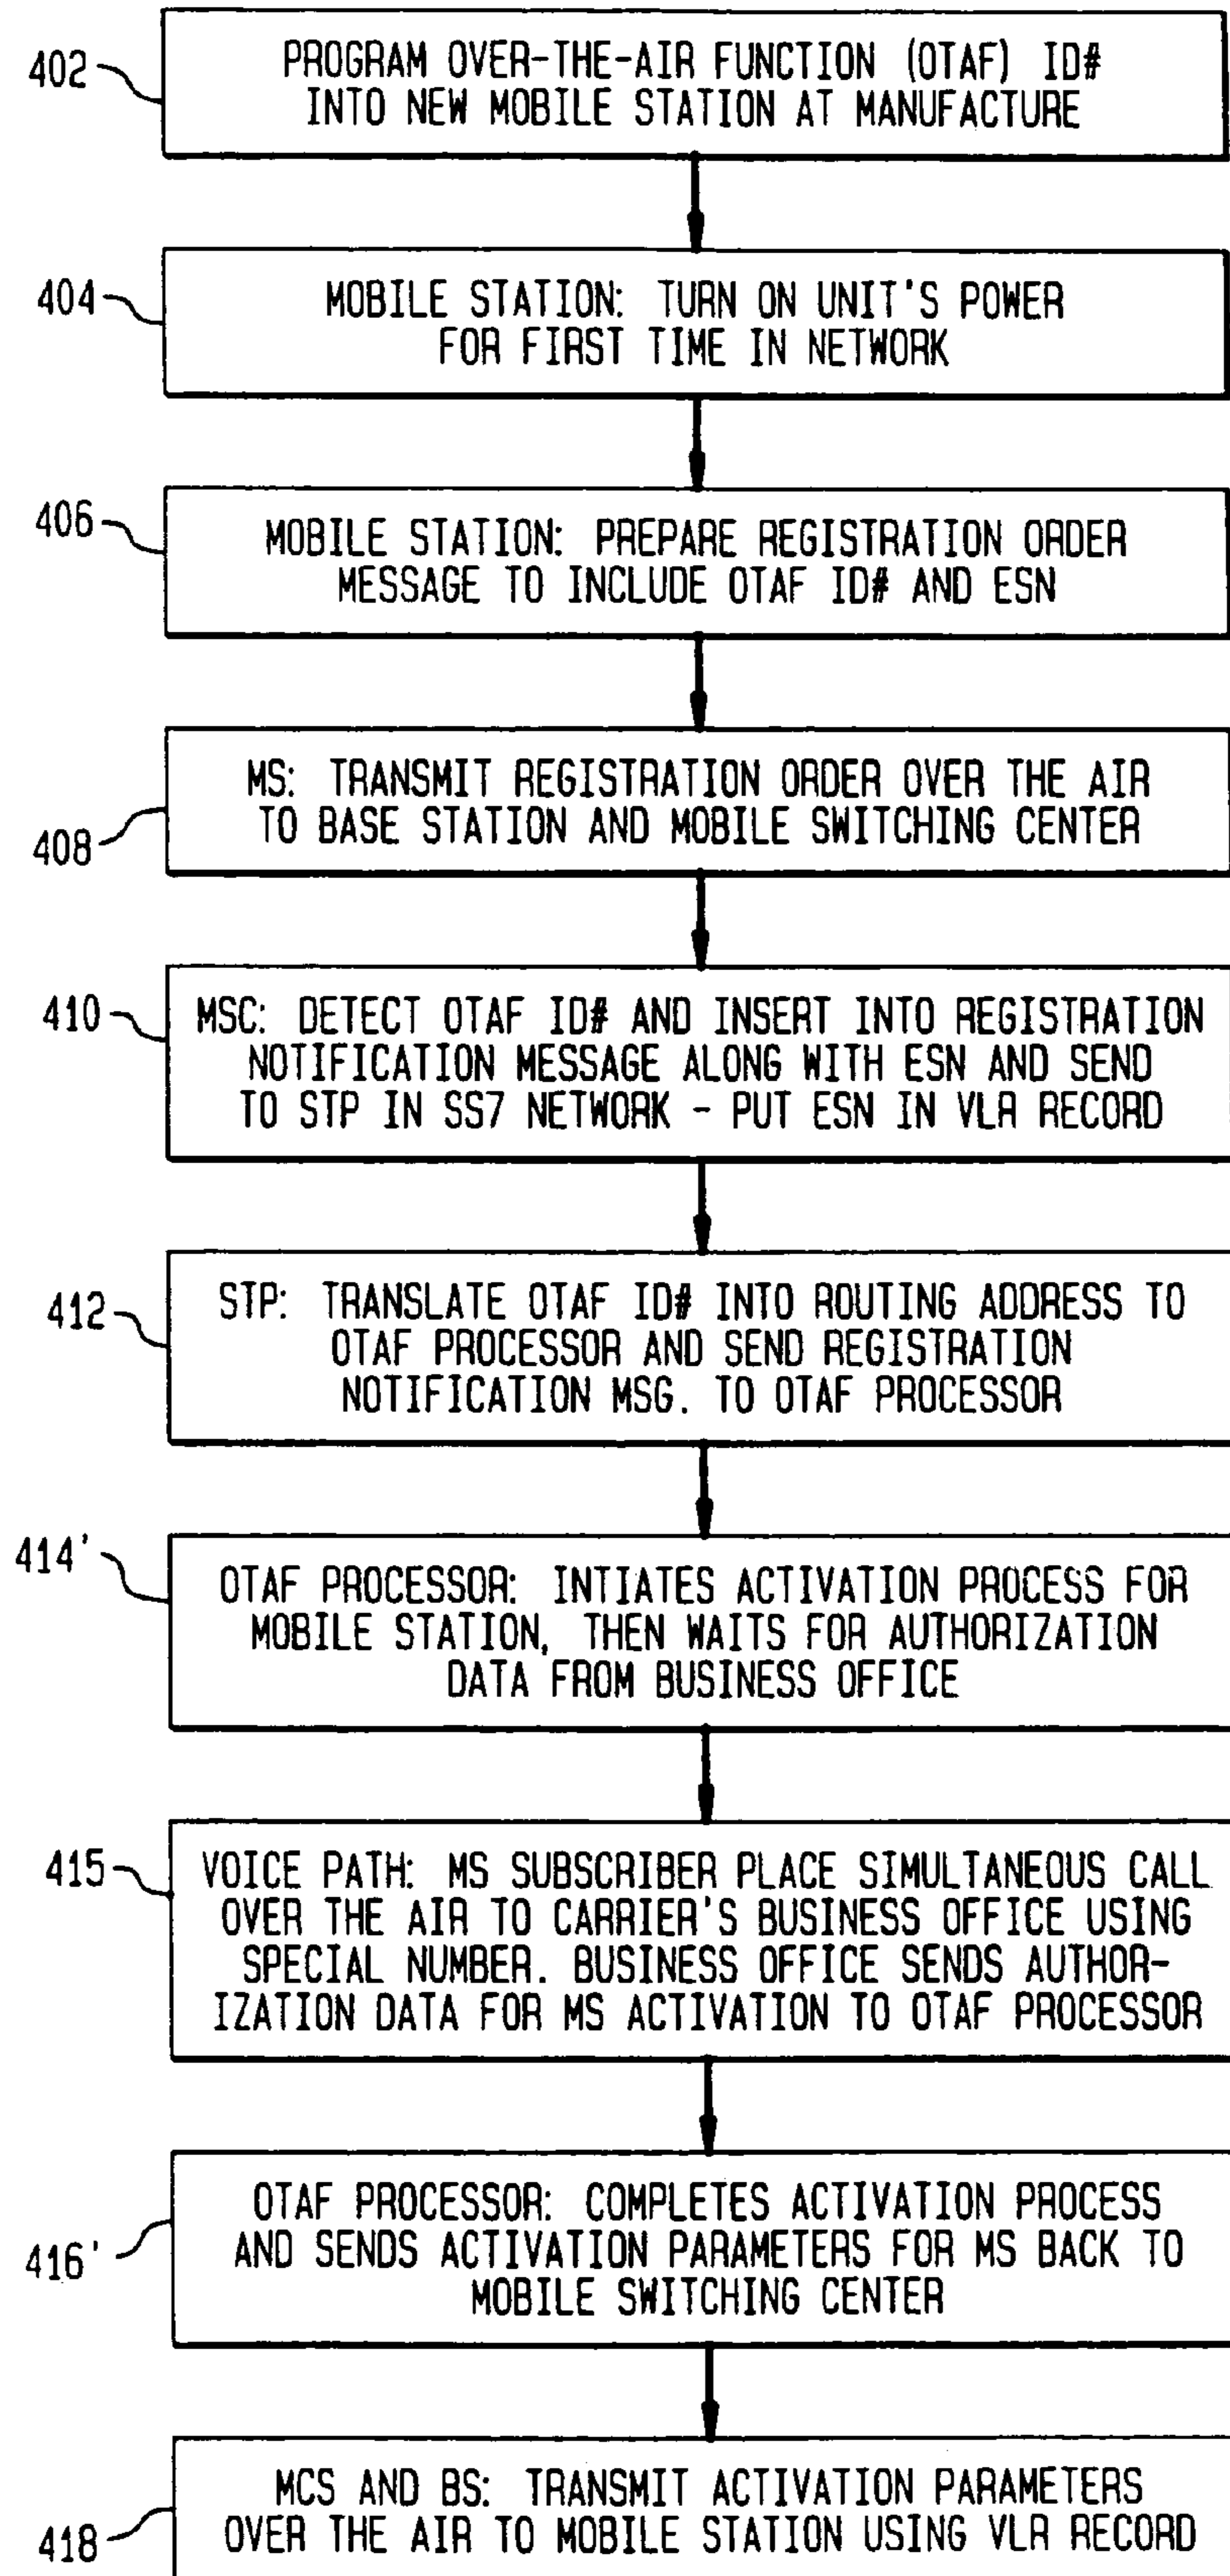 402
PROGRAM OVER-THE-AIR FUNCTION (OTAF) ID#
INTO NEW MOBILE STATION AT MANUFACTURE
404
MOBILE STATION: TURN ON UNIT'S POWER
FOR FIRST TIME IN NETWORK
406
MOBILE STATION: PREPARE REGISTRATION ORDER
MESSAGE TO INCLUDE OTAF ID# AND ESN
408
MS: TRANSMIT REGISTRATION ORDER OVER THE AIR
TO BASE STATION AND MOBILE SWITCHING CENTER
410
MSC: DETECT OTAF ID# AND INSERT INTO REGISTRATION
NOTIFICATION MESSAGE ALONG WITH ESN AND SEND
TO STP IN SS7 NETWORK - PUT ESN IN VLR RECORD
412
STP: TRANSLATE OTAF ID# INTO ROUTING ADDRESS TO
OTAF PROCESSOR AND SEND REGISTRATION
NOTIFICATION MSG. TO OTAF PROCESSOR
414'
OTAF PROCESSOR: INTIATES ACTIVATION PROCESS FOR
MOBILE STATION, THEN WAITS FOR AUTHORIZATION
DATA FROM BUSINESS OFFICE
415
VOICE PATH: MS SUBSCRIBER PLACE SIMULTANEOUS CALL
OVER THE AIR TO CARRIER'S BUSINESS OFFICE USING
SPECIAL NUMBER. BUSINESS OFFICE SENDS AUTHOR-
IZATION DATA FOR MS ACTIVATION TO OTAF PROCESSOR
416'
OTAF PROCESSOR: COMPLETES ACTIVATION PROCESS
AND SENDS ACTIVATION PARAMETERS FOR MS BACK TO
MOBILE SWITCHING CENTER
418
MCS AND BS: TRANSMIT ACTIVATION PARAMETERS
OVER THE AIR TO MOBILE STATION USING VLR RECORD